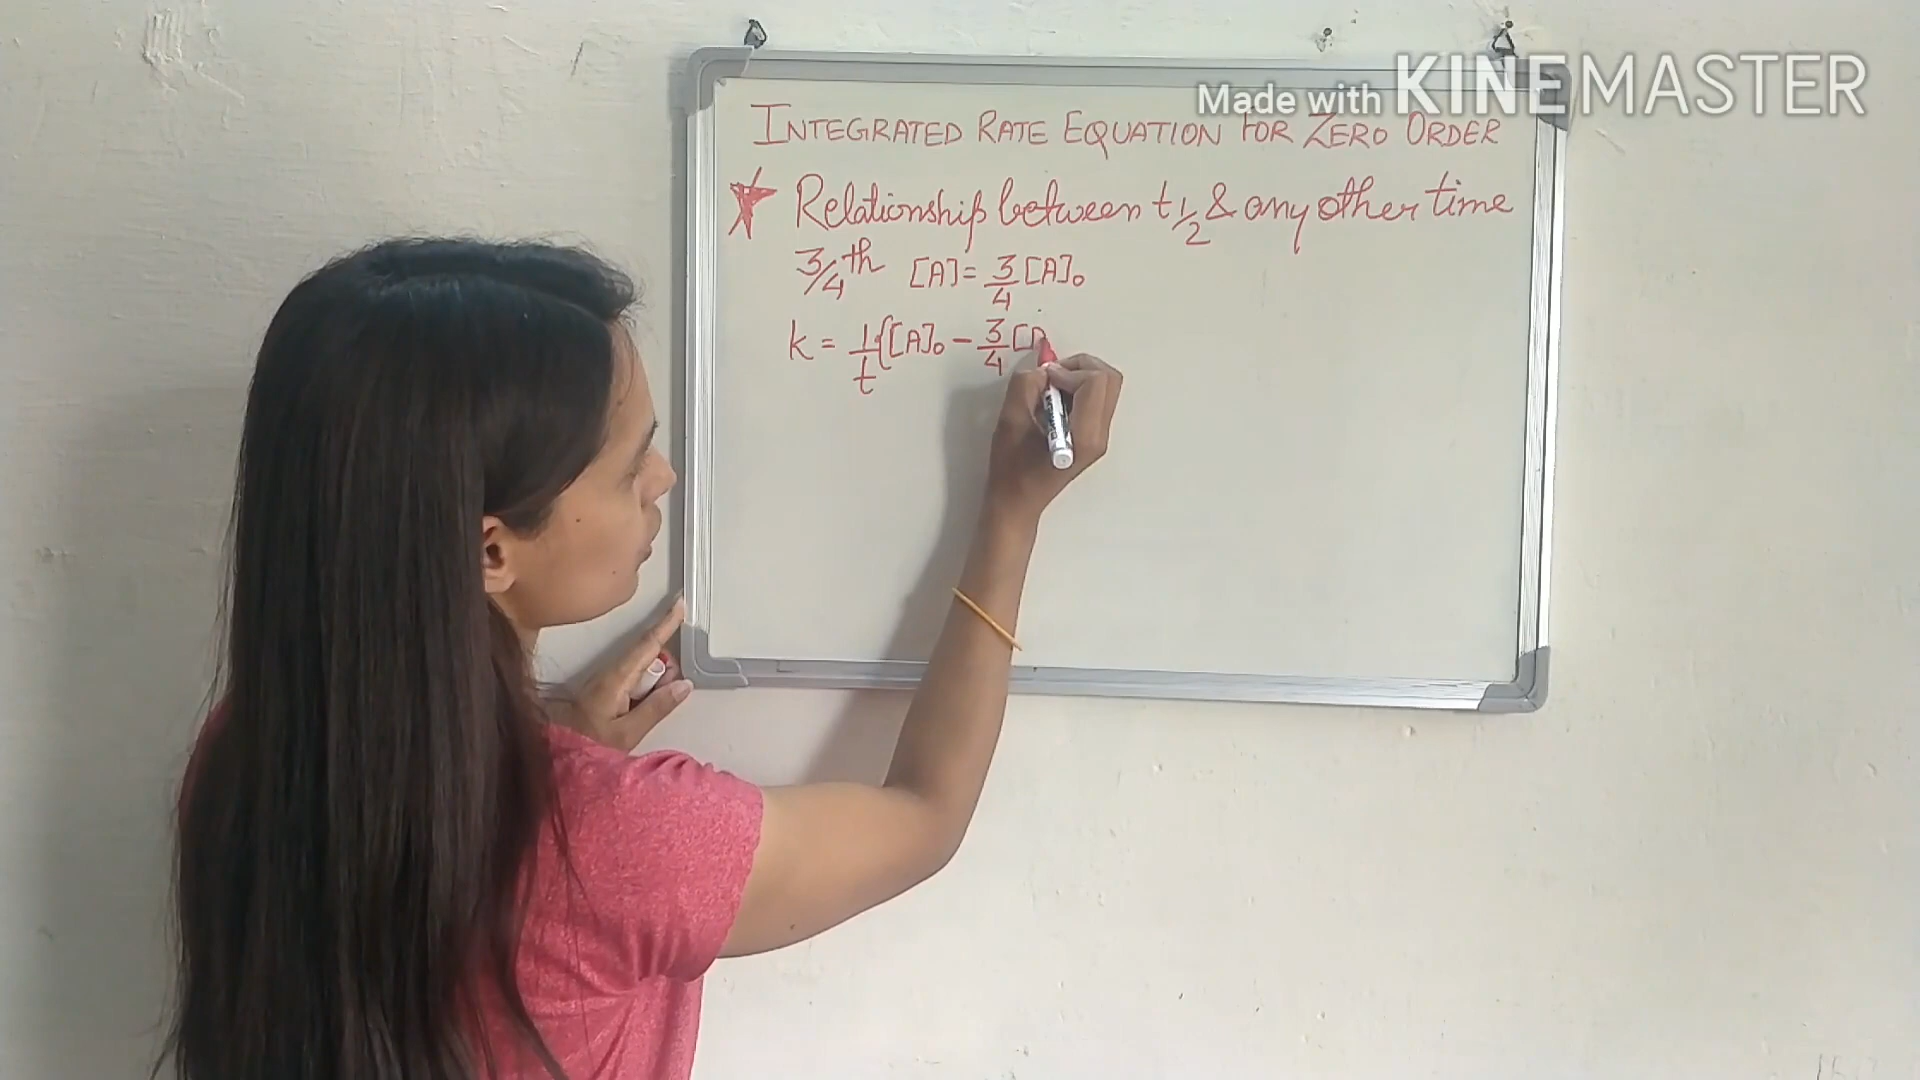 Made with KINEMASTER
INTEGRATED RATE EQUATION FOR ZERO ORDER
★ Relationship between t 1/2 & any other time
3/4th [A] = 3/4 [A]₀
k = 1/t {[A]₀ - 3/4 [A